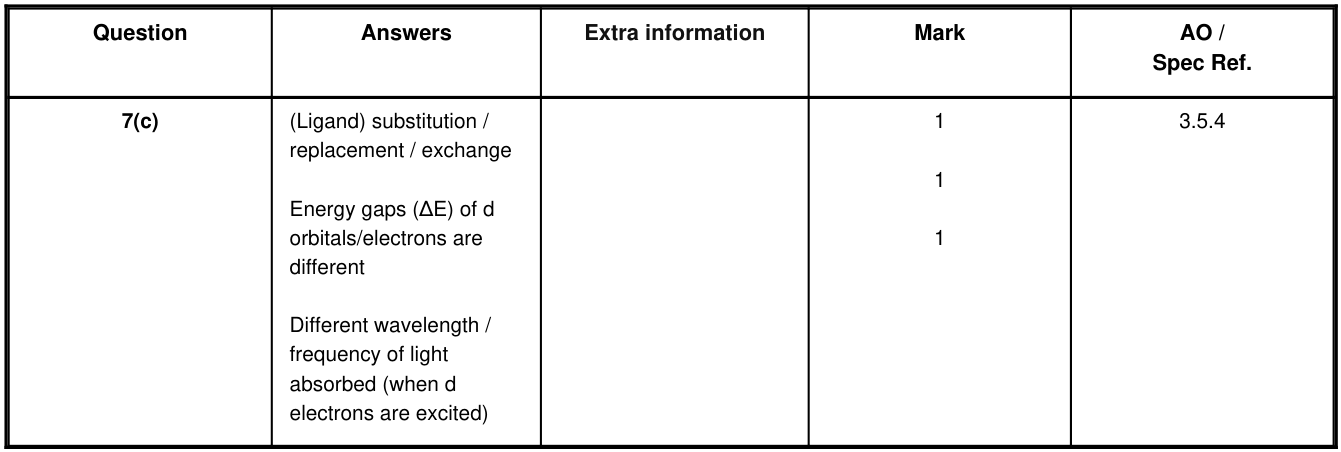 Question
Answers
Extra information
Mark
AO /
Spec Ref.
7(c)
(Ligand) substitution /
replacement / exchange
Energy gaps (ΔE) of d
orbitals/electrons are
different
Different wavelength /
frequency of light
absorbed (when d
electrons are excited)
1
1
1
3.5.4